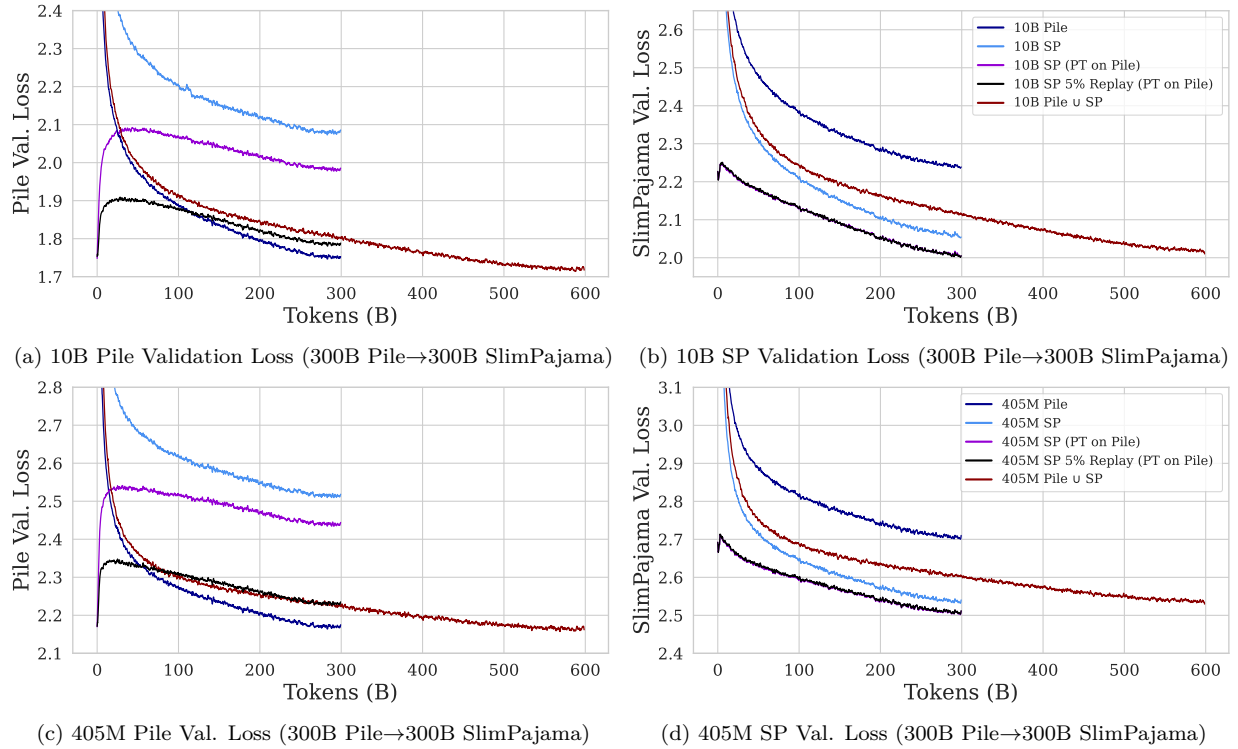 Pile Val. Loss
2.4
2.3
2.2
2.1
2.0
1.9
1.8
1.7
0 100 200 300 400 500 600
Tokens (B)
(a) 10B Pile Validation Loss (300B Pile→300B SlimPajama)
SlimPajama Val. Loss
2.6
2.5
2.4
2.3
2.2
2.1
2.0
10B Pile
10B SP
10B SP (PT on Pile)
10B SP 5% Replay (PT on Pile)
10B Pile ∪ SP
0 100 200 300 400 500 600
Tokens (B)
(b) 10B SP Validation Loss (300B Pile→300B SlimPajama)
Pile Val. Loss
2.8
2.7
2.6
2.5
2.4
2.3
2.2
2.1
0 100 200 300 400 500 600
Tokens (B)
(c) 405M Pile Val. Loss (300B Pile→300B SlimPajama)
SlimPajama Val. Loss
3.1
3.0
2.9
2.8
2.7
2.6
2.5
2.4
405M Pile
405M SP
405M SP (PT on Pile)
405M SP 5% Replay (PT on Pile)
405M Pile ∪ SP
0 100 200 300 400 500 600
Tokens (B)
(d) 405M SP Val. Loss (300B Pile→300B SlimPajama)